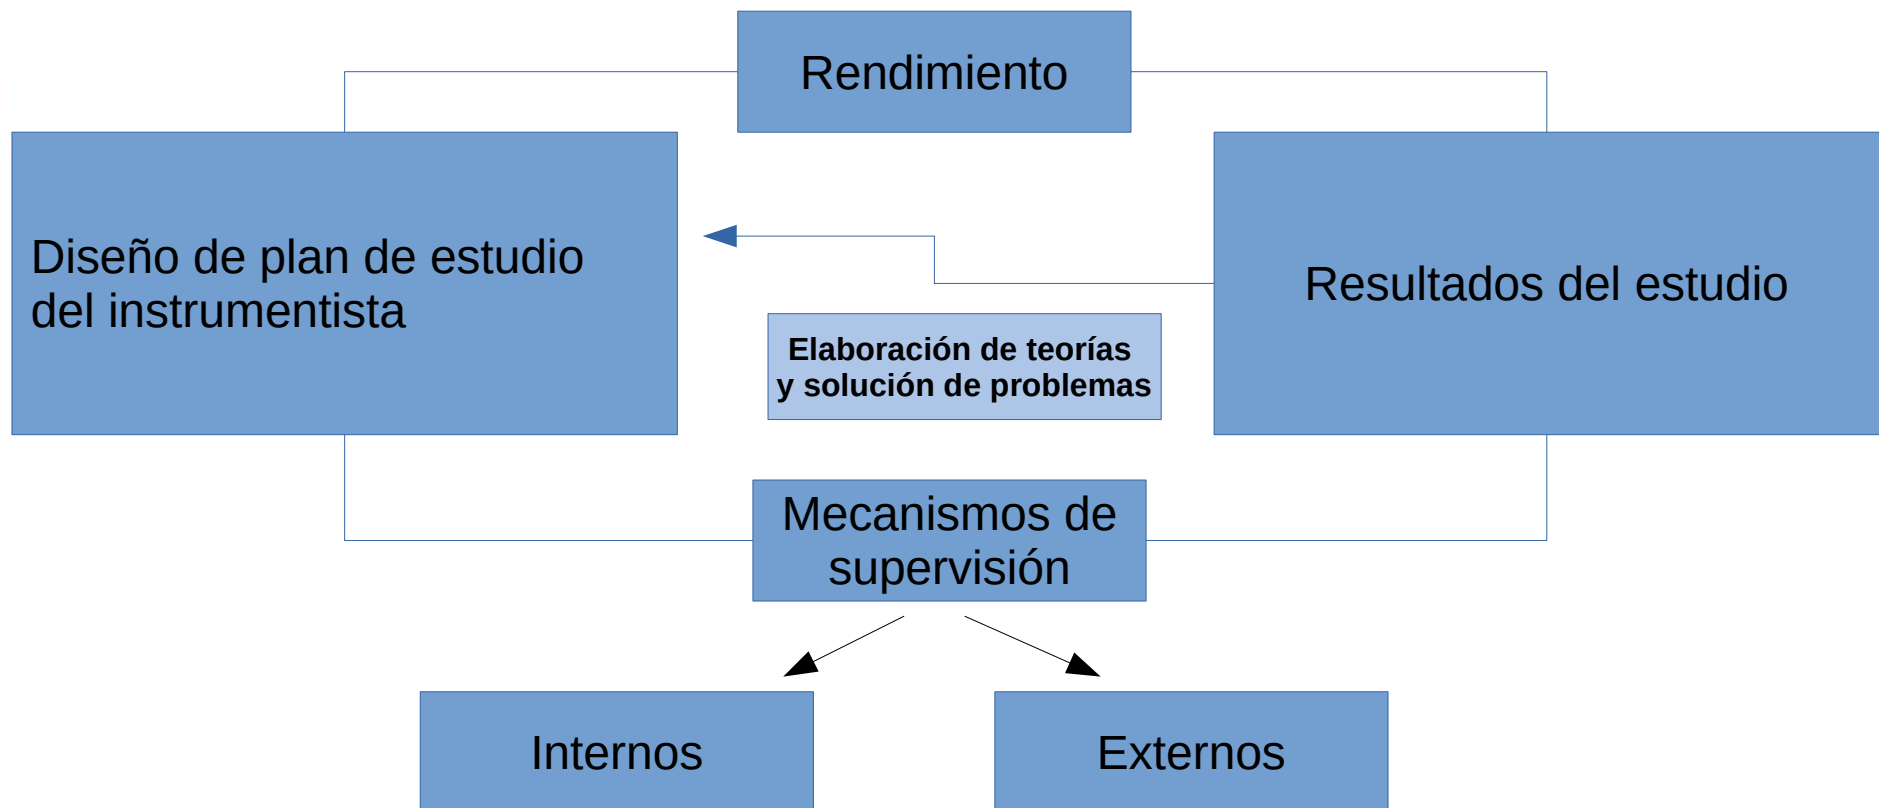 Rendimiento
Diseño de plan de estudio
del instrumentista
Resultados del estudio
Elaboración de teorías
y solución de problemas
Mecanismos de
supervisión
Internos
Externos